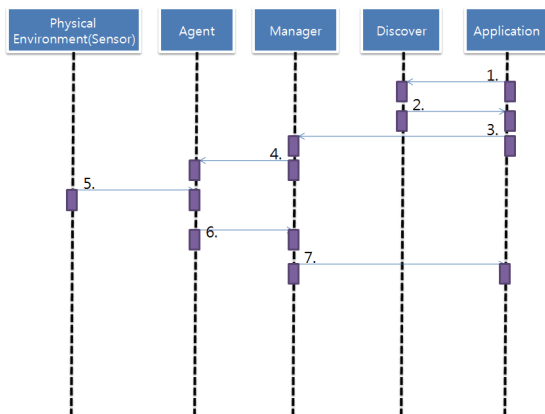 Physical
Environment(Sensor)
Agent
Manager
Discover
Application
1.
2.
3.
4.
5.
6.
7.